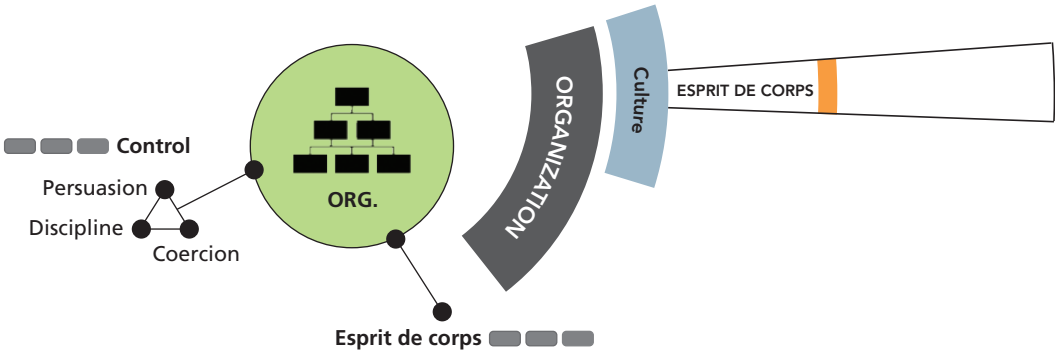 Control
Persuasion
Discipline
Coercion
ORG.
Esprit de corps
ORGANIZATION
Culture
ESPRIT DE CORPS